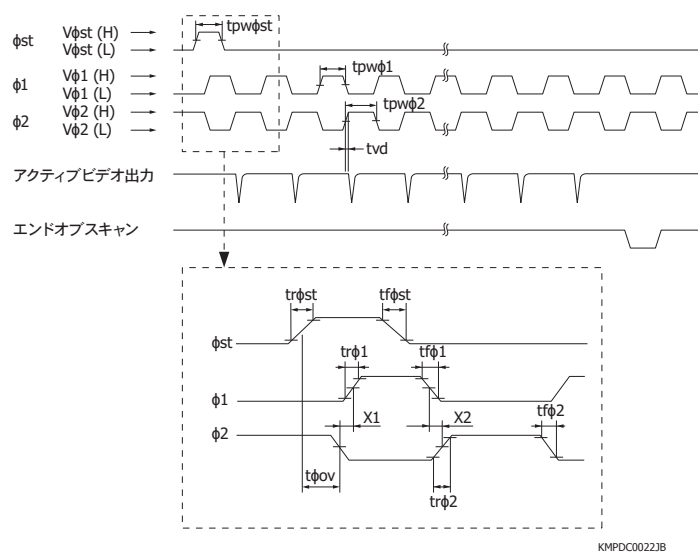 φst
Vφst (H)
Vφst (L)
tpwφst
φ1
Vφ1 (H)
Vφ1 (L)
tpwφ1
φ2
Vφ2 (H)
Vφ2 (L)
tpwφ2
tvd
アクティブビデオ出力
エンドオブスキャン
trφst
tfφst
φst
trφ1
tfφ1
φ1
X1
X2
tfφ2
φ2
tφov
trφ2
KMPDC0022JB